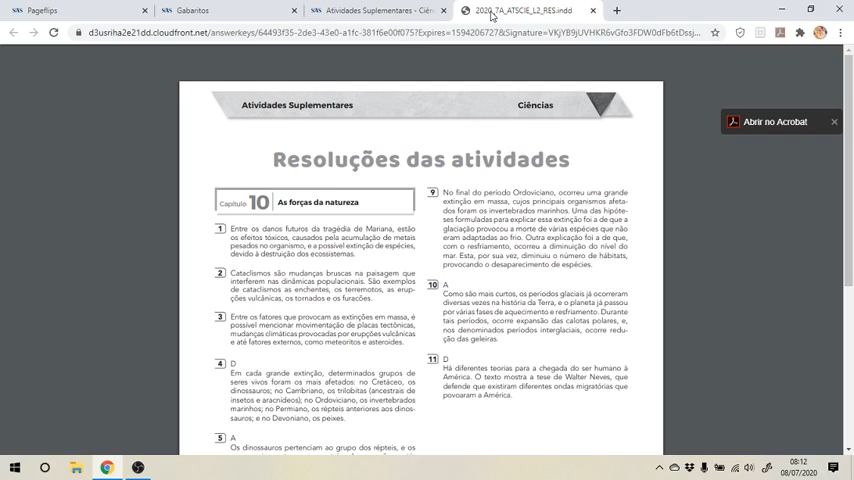 Pageflips
Gabaritos
Atividades Suplementares - Ciên
2020_7A_ATSCIE_L2_RES.indd
d3usriha2e21dd.cloudfront.net/answerkeys/64493f35-2de3-43e0-a1fc-381f6e00f075?Expires=1594206727&Signature=VKjYB9jUVHKR6vGfo3FDW0dFb6tDssj...
Abrir no Acrobat
Atividades Suplementares
Ciências
Resoluções das atividades
Capítulo 10 As forças da natureza
1 Entre os danos futuros da tragédia de Mariana, estão
os efeitos tóxicos, causados pela acumulação de metais
pesados no organismo, e a possível extinção de espécies,
devido à destruição dos ecossistemas.
2 Cataclismos são mudanças bruscas na paisagem que
interferem nas dinâmicas populacionais. São exemplos
de cataclismos as enchentes, os terremotos, as erup-
ções vulcânicas, os tornados e os furacões.
3 Entre os fatores que provocam as extinções em massa, é
possível mencionar movimentação de placas tectônicas,
mudanças climáticas provocadas por erupções vulcânicas
e até fatores externos, como meteoritos e asteroides.
4 D
Em cada grande extinção, determinados grupos de
seres vivos foram os mais afetados: no Cretáceo, os
dinossauros; no Cambriano, os trilobitas (ancestrais de
insetos e aracnídeos); no Ordoviciano, os invertebrados
marinhos; no Permiano, os répteis anteriores aos dinos-
sauros; e no Devoniano, os peixes.
5 A
Os dinossauros pertenciam ao grupo dos répteis, e os
9 No final do período Ordoviciano, ocorreu uma grande
extinção em massa, cujos principais organismos afeta-
dos foram os invertebrados marinhos. Uma das hipóte-
ses formuladas para explicar essa extinção foi a de que a
glaciação provocou a morte de várias espécies que não
eram adaptadas ao frio. Outra explicação foi a de que,
com o resfriamento, ocorreu a diminuição do nível do
mar. Esta, por sua vez, diminuiu o número de hábitats,
provocando o desaparecimento de espécies.
10 A
Como são mais curtos, os períodos glaciais já ocorreram
diversas vezes na história da Terra, e o planeta já passou
por várias fases de aquecimento e resfriamento. Durante
tais períodos, ocorre expansão das calotas polares, e,
nos denominados períodos interglaciais, ocorre redu-
ção das geleiras.
11 D
Há diferentes teorias para a chegada do ser humano à
América. O texto mostra a tese de Walter Neves, que
defende que existiram diferentes ondas migratórias que
povoaram a América.
08:12
08/07/2020